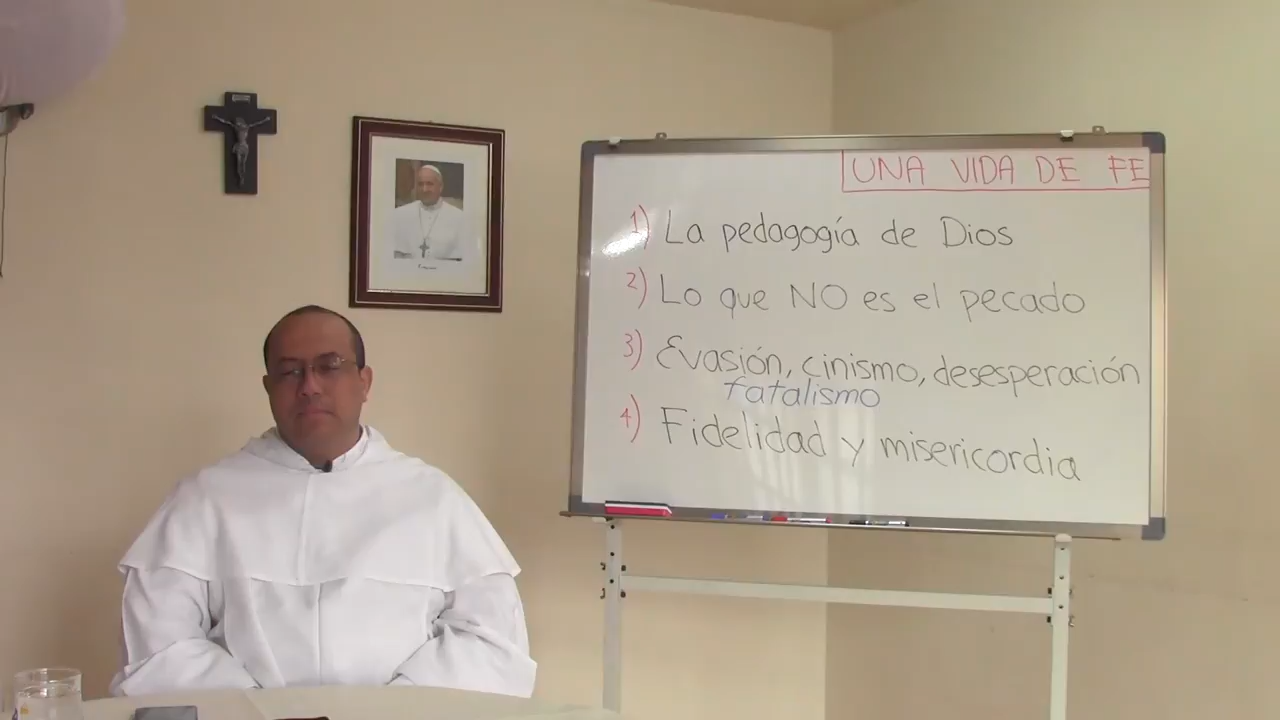 UNA VIDA DE FE
1) La pedagogía de Dios
2) Lo que NO es el pecado
3) Evasión, cinismo, desesperación
fatalismo
4) Fidelidad y misericordia